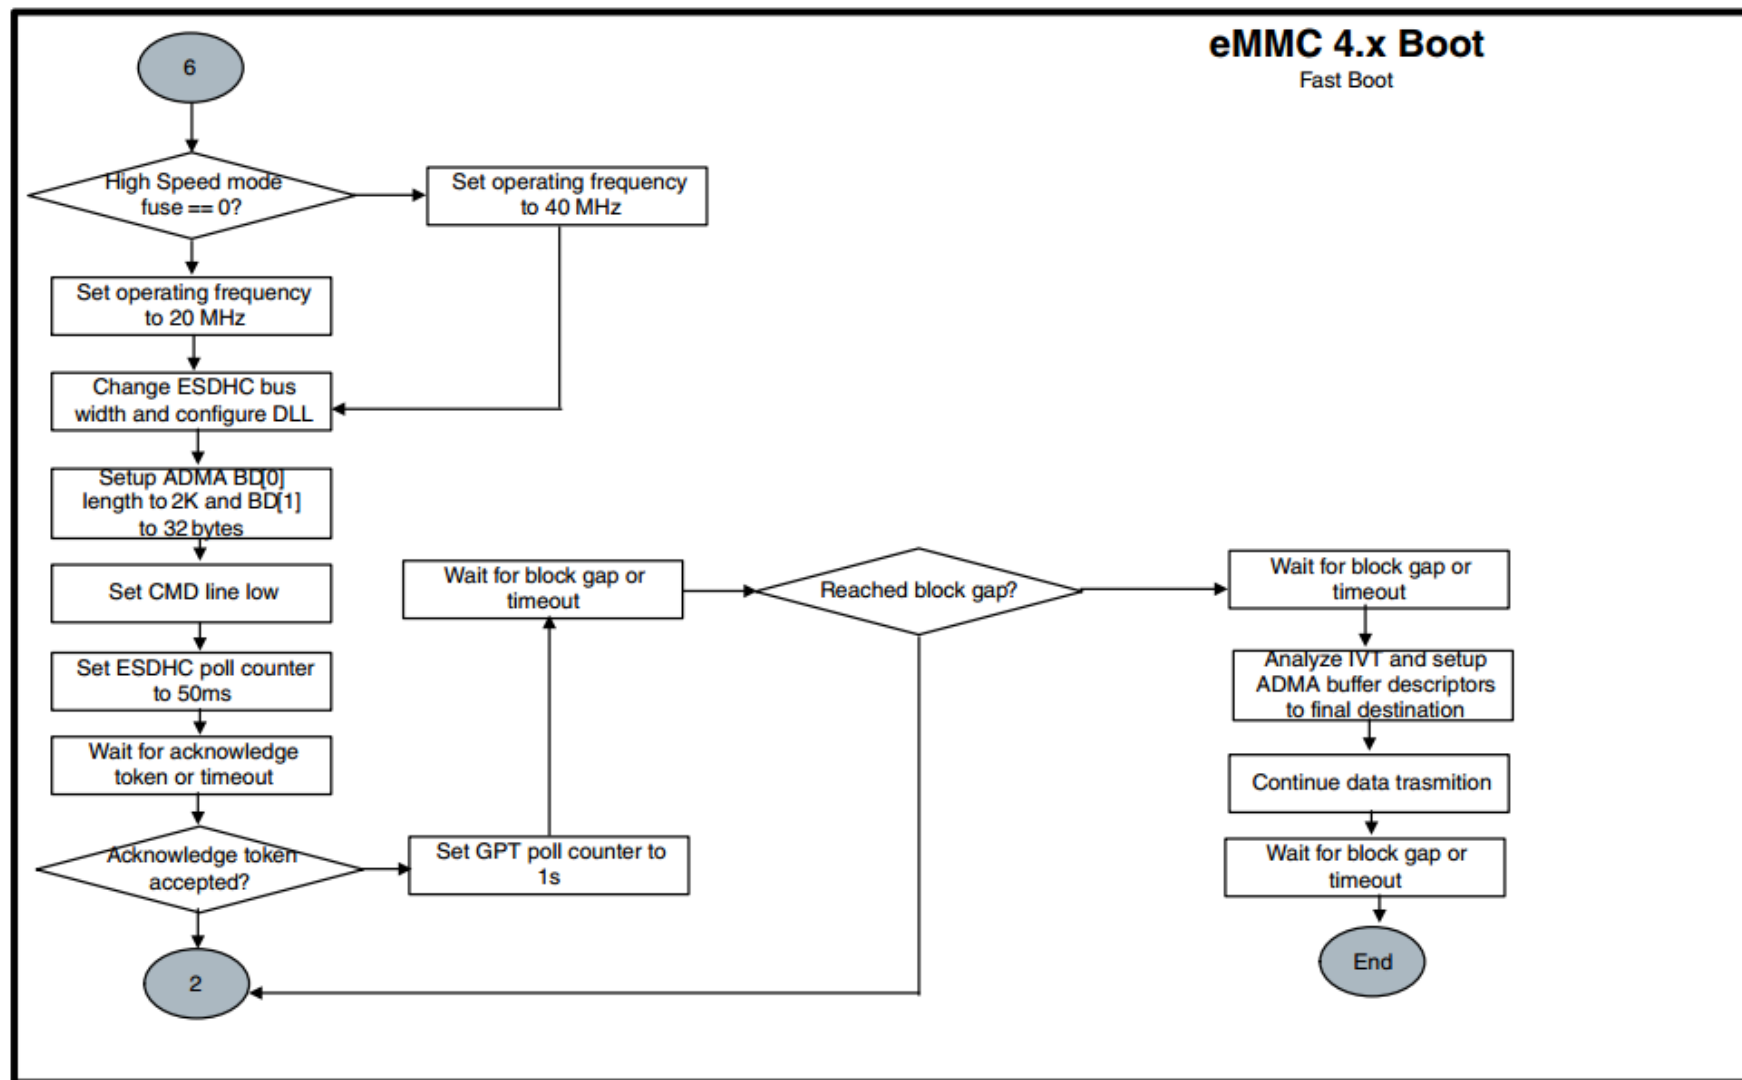 eMMC 4.x Boot
Fast Boot
6
High Speed mode
fuse == 0?
Set operating frequency
to 40 MHz
Set operating frequency
to 20 MHz
Change ESDHC bus
width and configure DLL
Setup ADMA BD[0]
length to 2K and BD[1]
to 32 bytes
Set CMD line low
Set ESDHC poll counter
to 50ms
Wait for acknowledge
token or timeout
Acknowledge token
accepted?
2
Set GPT poll counter to
1s
Wait for block gap or
timeout
Reached block gap?
Wait for block gap or
timeout
Analyze IVT and setup
ADMA buffer descriptors
to final destination
Continue data trasmition
Wait for block gap or
timeout
End